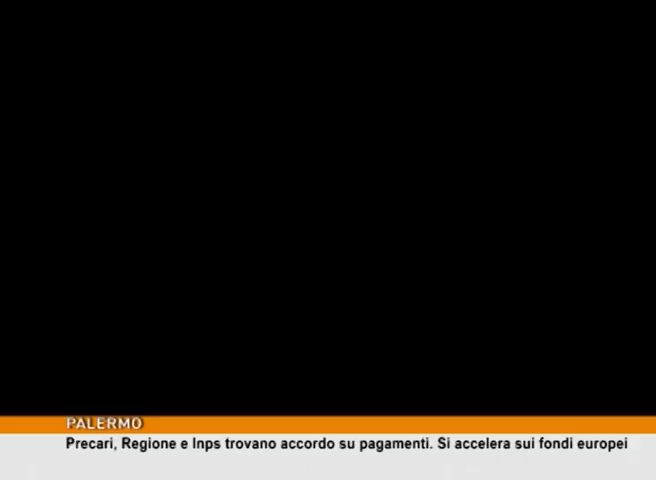 PALERMO
Precari, Regione e Inps trovano accordo su pagamenti. Si accelera sui fondi europei